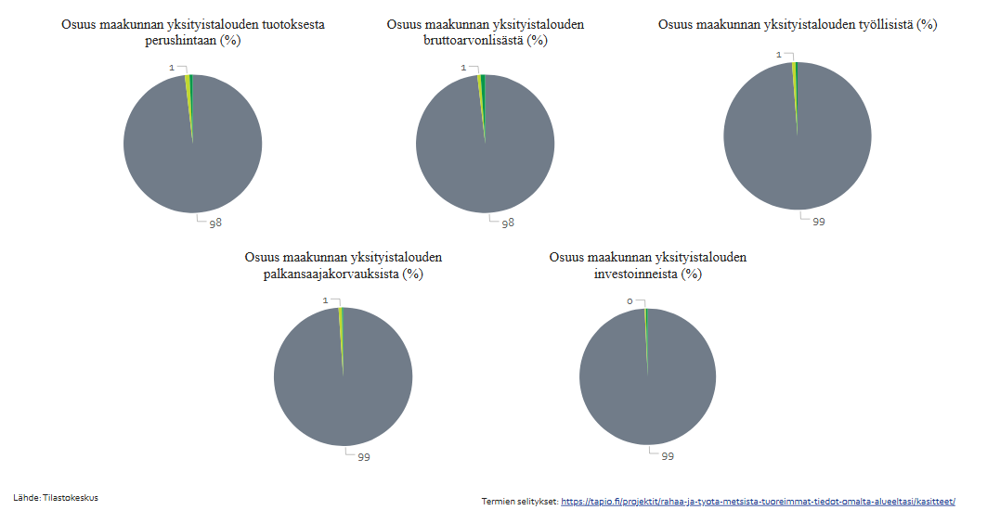 Osuus maakunnan yksityistalouden tuotoksesta
perushintaan (%)
1
98
Osuus maakunnan yksityistalouden
bruttoarvonlisästä (%)
1
98
Osuus maakunnan yksityistalouden työllisistä (%)
1
99
Osuus maakunnan yksityistalouden
palkansaajakorvauksista (%)
1
99
Osuus maakunnan yksityistalouden
investoinneista (%)
0
99
Lähde: Tilastokeskus
Termien selitykset: https://tapio.fi/projektit/rahaa-ja-tyota-metsista-tuoreimmat-tiedot-omalta-alueeltasi/kasitteet/